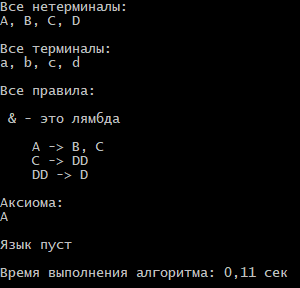 Все нетерминалы:
A, B, C, D
Все терминалы:
a, b, c, d
Все правила:
& - это лямбда
A -> B, C
C -> DD
DD -> D
Аксиома:
A
Язык пуст
Время выполнения алгоритма: 0,11 сек